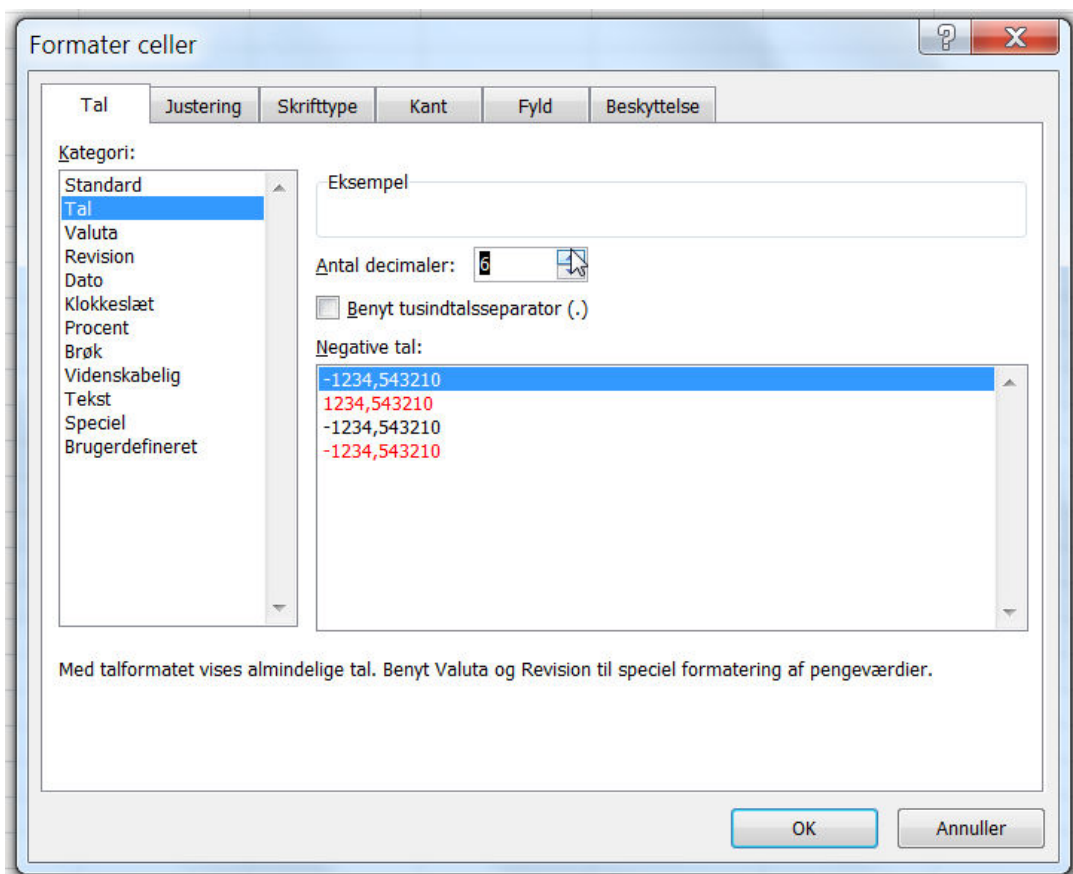 Formater celler
Tal Justering Skrifttype Kant Fyld Beskyttelse
Kategori:
Standard
Tal
Valuta
Revision
Dato
Klokkeslæt
Procent
Brøk
Videnskabelig
Tekst
Speciel
Brugerdefineret
Eksempel
Antal decimaler: 6
Benyt tusindtalsseparator (.)
Negative tal:
-1234,543210
1234,543210
-1234,543210
-1234,543210
Med talformatet vises almindelige tal. Benyt Valuta og Revision til speciel formatering af pengeværdier.
OK Annuller